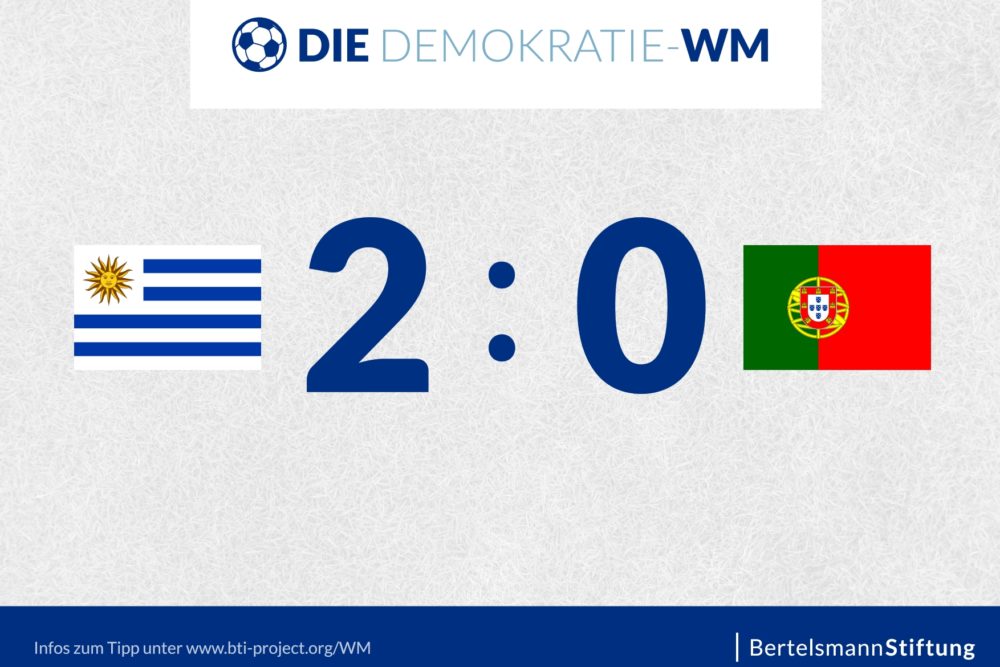 DIE DEMOKRATIE-WM
2:0
Infos zum Tipp unter www.bti-project.org/WM
| BertelsmannStiftung